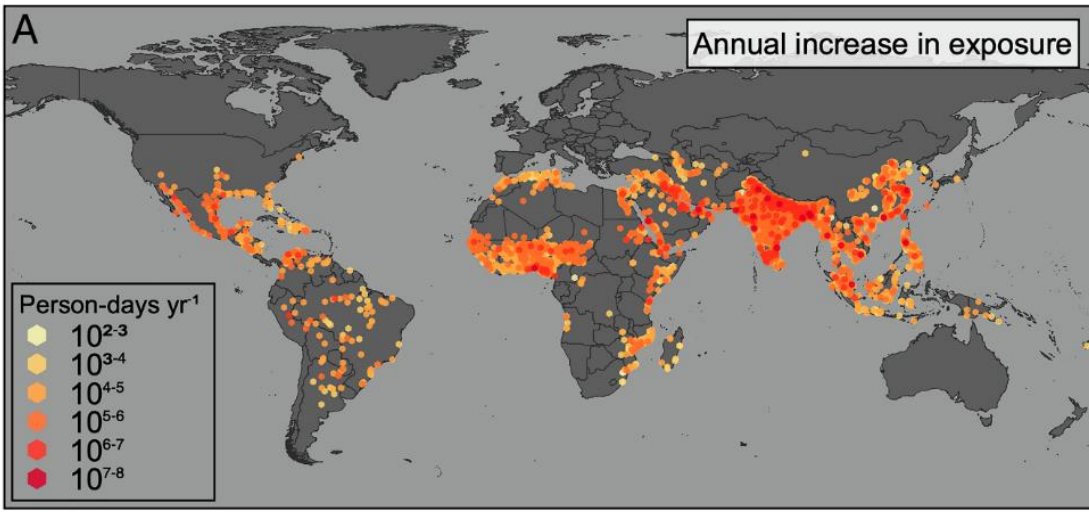 A
Annual increase in exposure
Person-days yr⁻¹
10²⁻³
10³⁻⁴
10⁴⁻⁵
10⁵⁻⁶
10⁶⁻⁷
10⁷⁻⁸